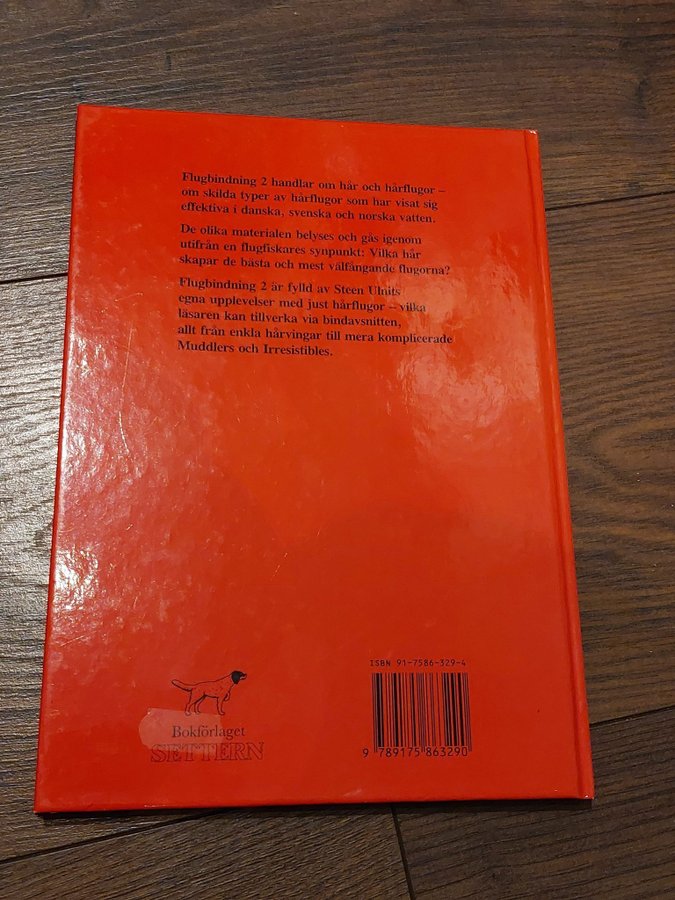 Flugbindning 2 handlar om hår och hårflugor –
om skilda typer av hårflugor som har visat sig
effektiva i danska, svenska och norska vatten.
De olika materialen belyses och gås igenom
utifrån en flugfiskares synpunkt: Vilka hår
skapar de bästa och mest välfångande flugorna?
Flugbindning 2 är fylld av Steen Ulnits
egna upplevelser med just hårflugor – vilka
läsaren kan tillverka via bindavsnitten,
allt från enkla hårvingar till mera komplicerade
Muddlers och Irresistibles.
ISBN 91-7586-329-4
9 789175 863290
Bokförlaget
SETTERN